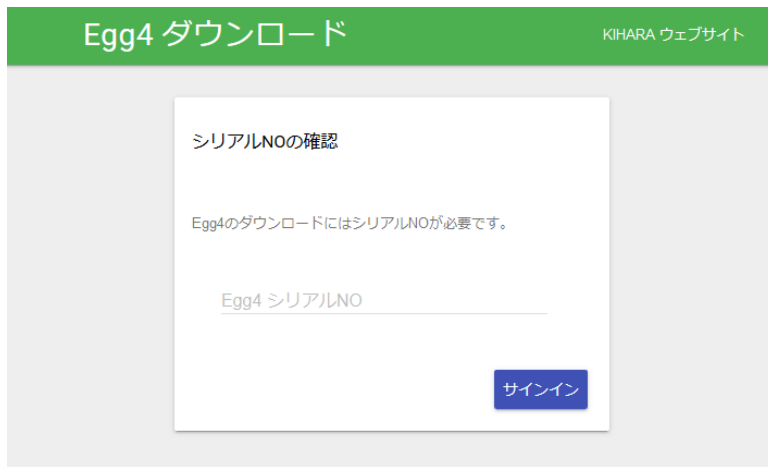 Egg4 ダウンロード
KIHARA ウェブサイト
シリアルNOの確認
Egg4のダウンロードにはシリアルNOが必要です。
Egg4 シリアルNO
サインイン